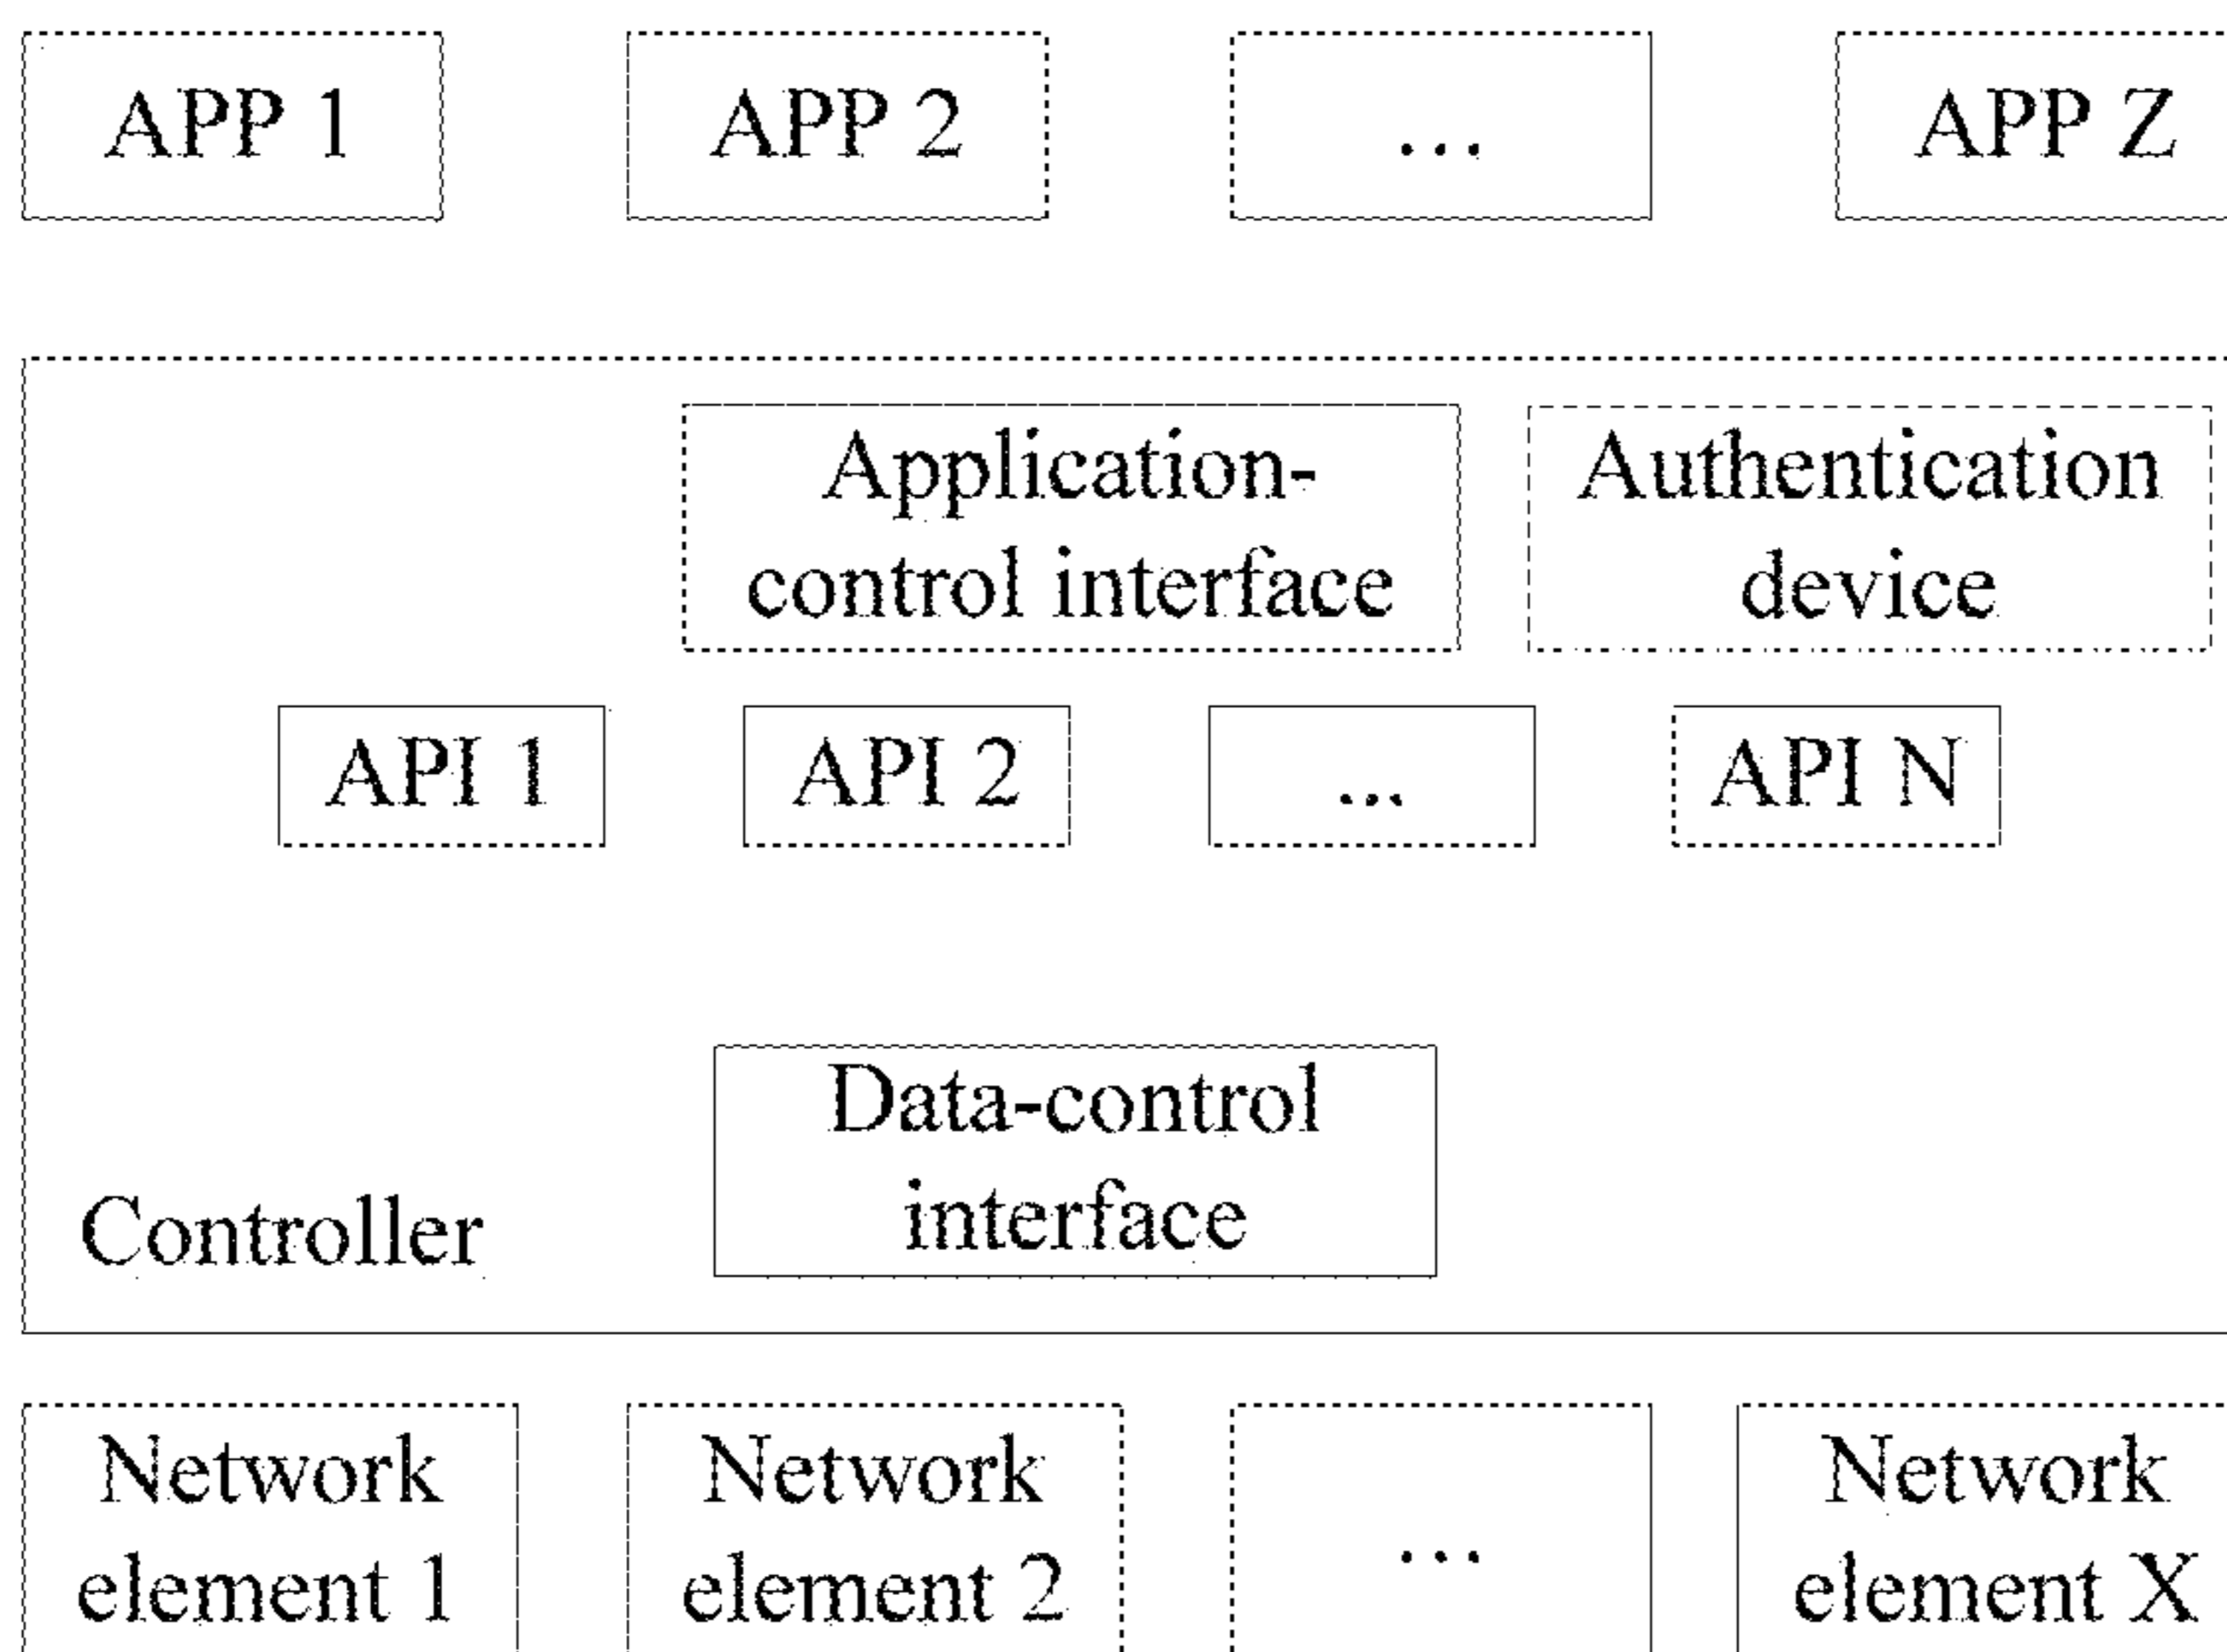 APP 1
APP 2
...
APP Z
Application-
control interface
Authentication
device
API 1
API 2
...
API N
Data-control
interface
Controller
Network
element 1
Network
element 2
...
Network
element X